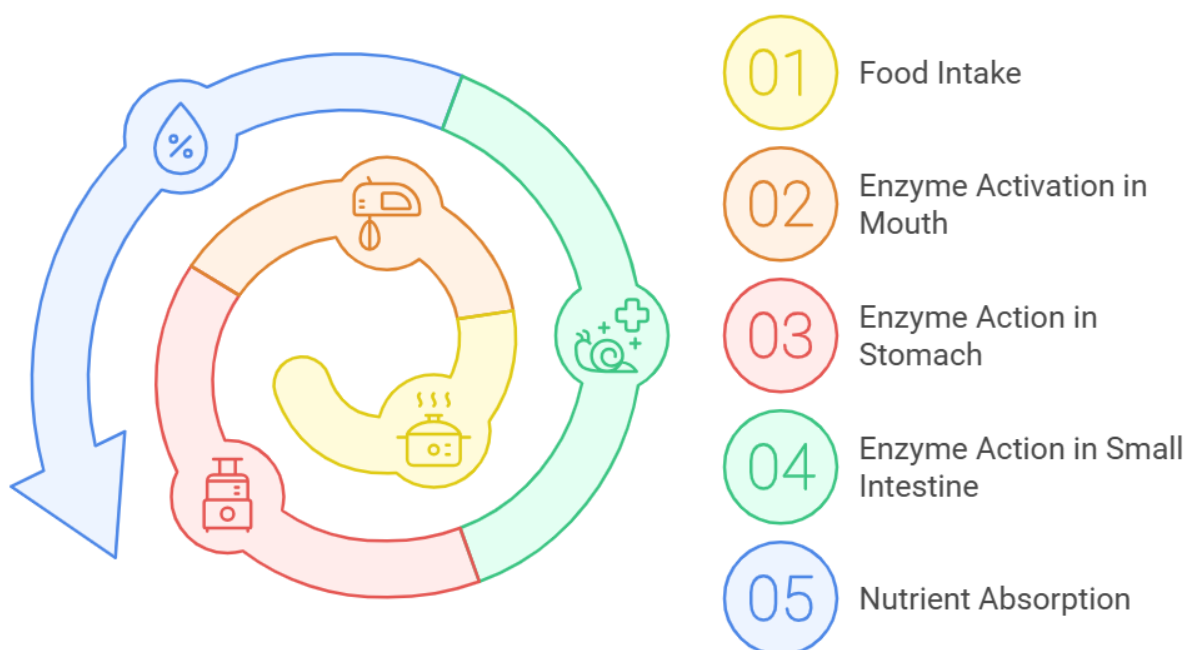 01
Food Intake
02
Enzyme Activation in
Mouth
03
Enzyme Action in
Stomach
04
Enzyme Action in Small
Intestine
05
Nutrient Absorption
%